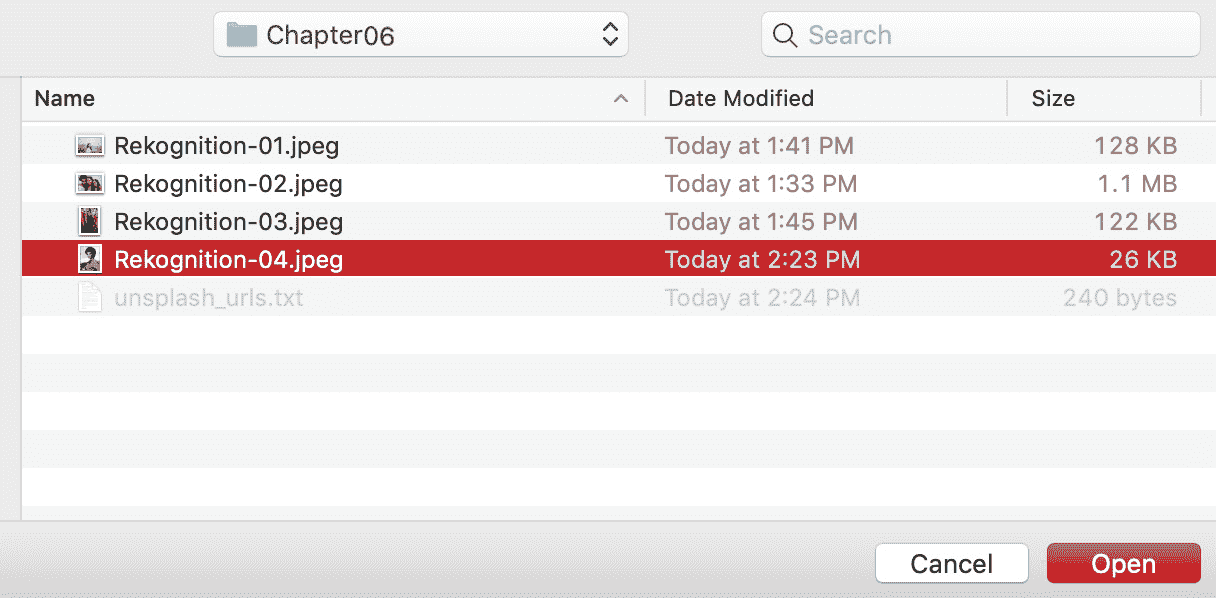 Chapter06 Search
Name Date Modified Size
Rekognition-01.jpeg Today at 1:41 PM 128 KB
Rekognition-02.jpeg Today at 1:33 PM 1.1 MB
Rekognition-03.jpeg Today at 1:45 PM 122 KB
Rekognition-04.jpeg Today at 2:23 PM 26 KB
unsplash_urls.txt Today at 2:24 PM 240 bytes
Cancel Open